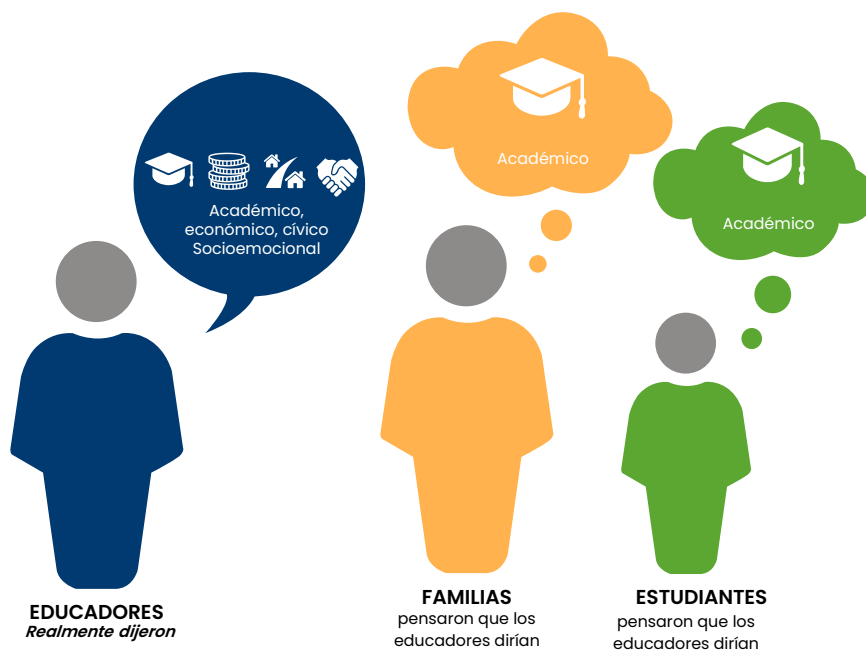 Académico,
económico, cívico
Socioemocional
Académico
Académico
EDUCADORES
Realmente dijeron
FAMILIAS
pensaron que los
educadores dirían
ESTUDIANTES
pensaron que los
educadores dirían